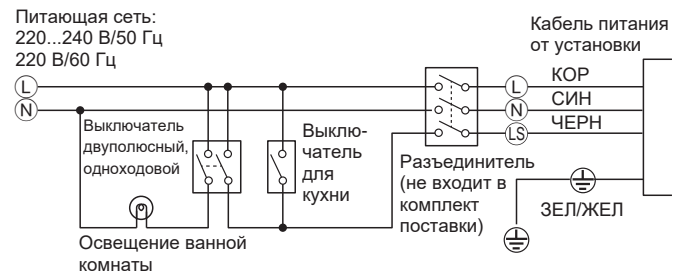 Питающая сеть:
220...240 В/50 Гц
220 В/60 Гц
Кабель питания
от установки
L
N
L
N
LS
КОР
СИН
ЧЕРН
Выключатель
двуполюсный,
одноходовой
Выклю-
чатель
для
кухни
Разъединитель
(не входит в
комплект
поставки)
ЗЕЛ/ЖЕЛ
Освещение ванной
комнаты